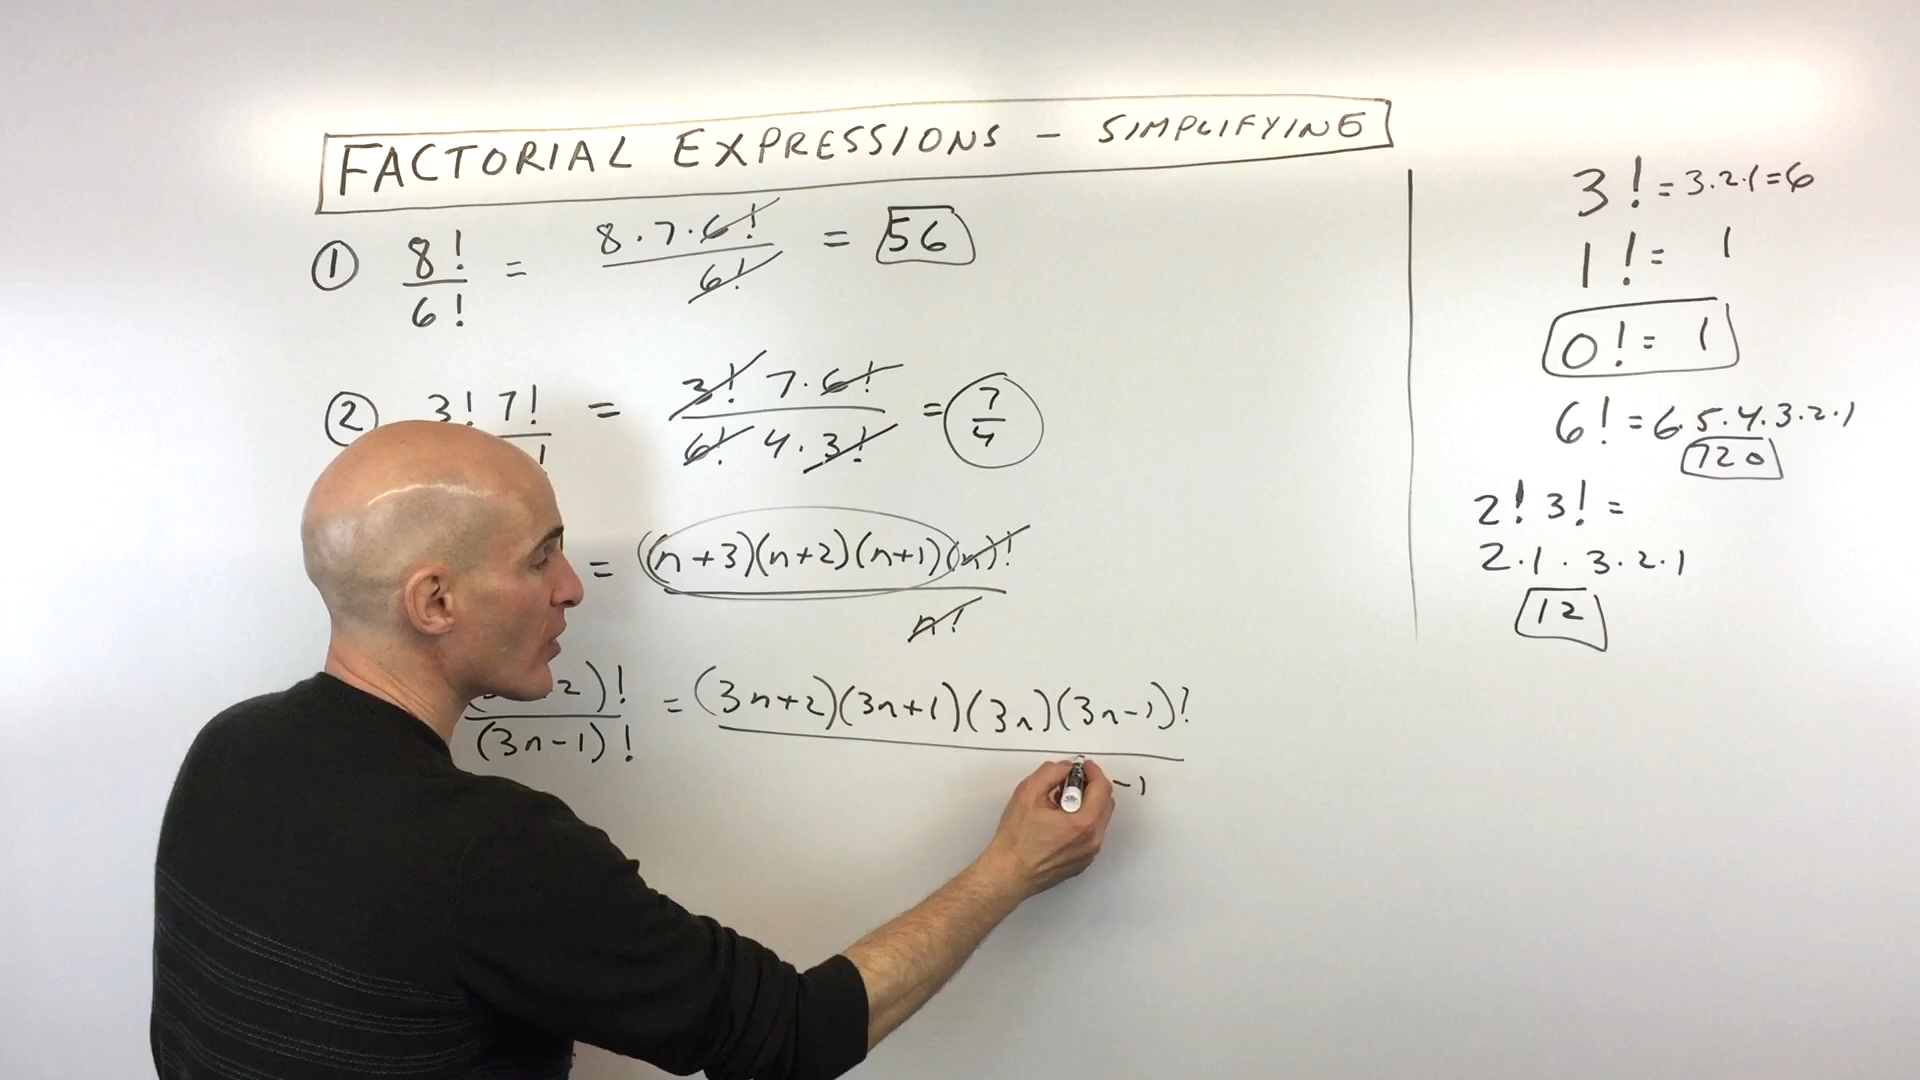 FACTORIAL EXPRESSIONS - SIMPLIFYING
① 8!/6! = 8·7·6!/6! = 56
② 3! 7!/ ! = 3! 7·6!/6! 4·3! = 7/4
= (n+3)(n+2)(n+1)(n)!/n!
2)!/(3n-1)! = (3n+2)(3n+1)(3n)(3n-1)!/-1
3! = 3·2·1=6
1! = 1
0! = 1
6! = 6·5·4·3·2·1
720
2! 3! =
2·1·3·2·1
12